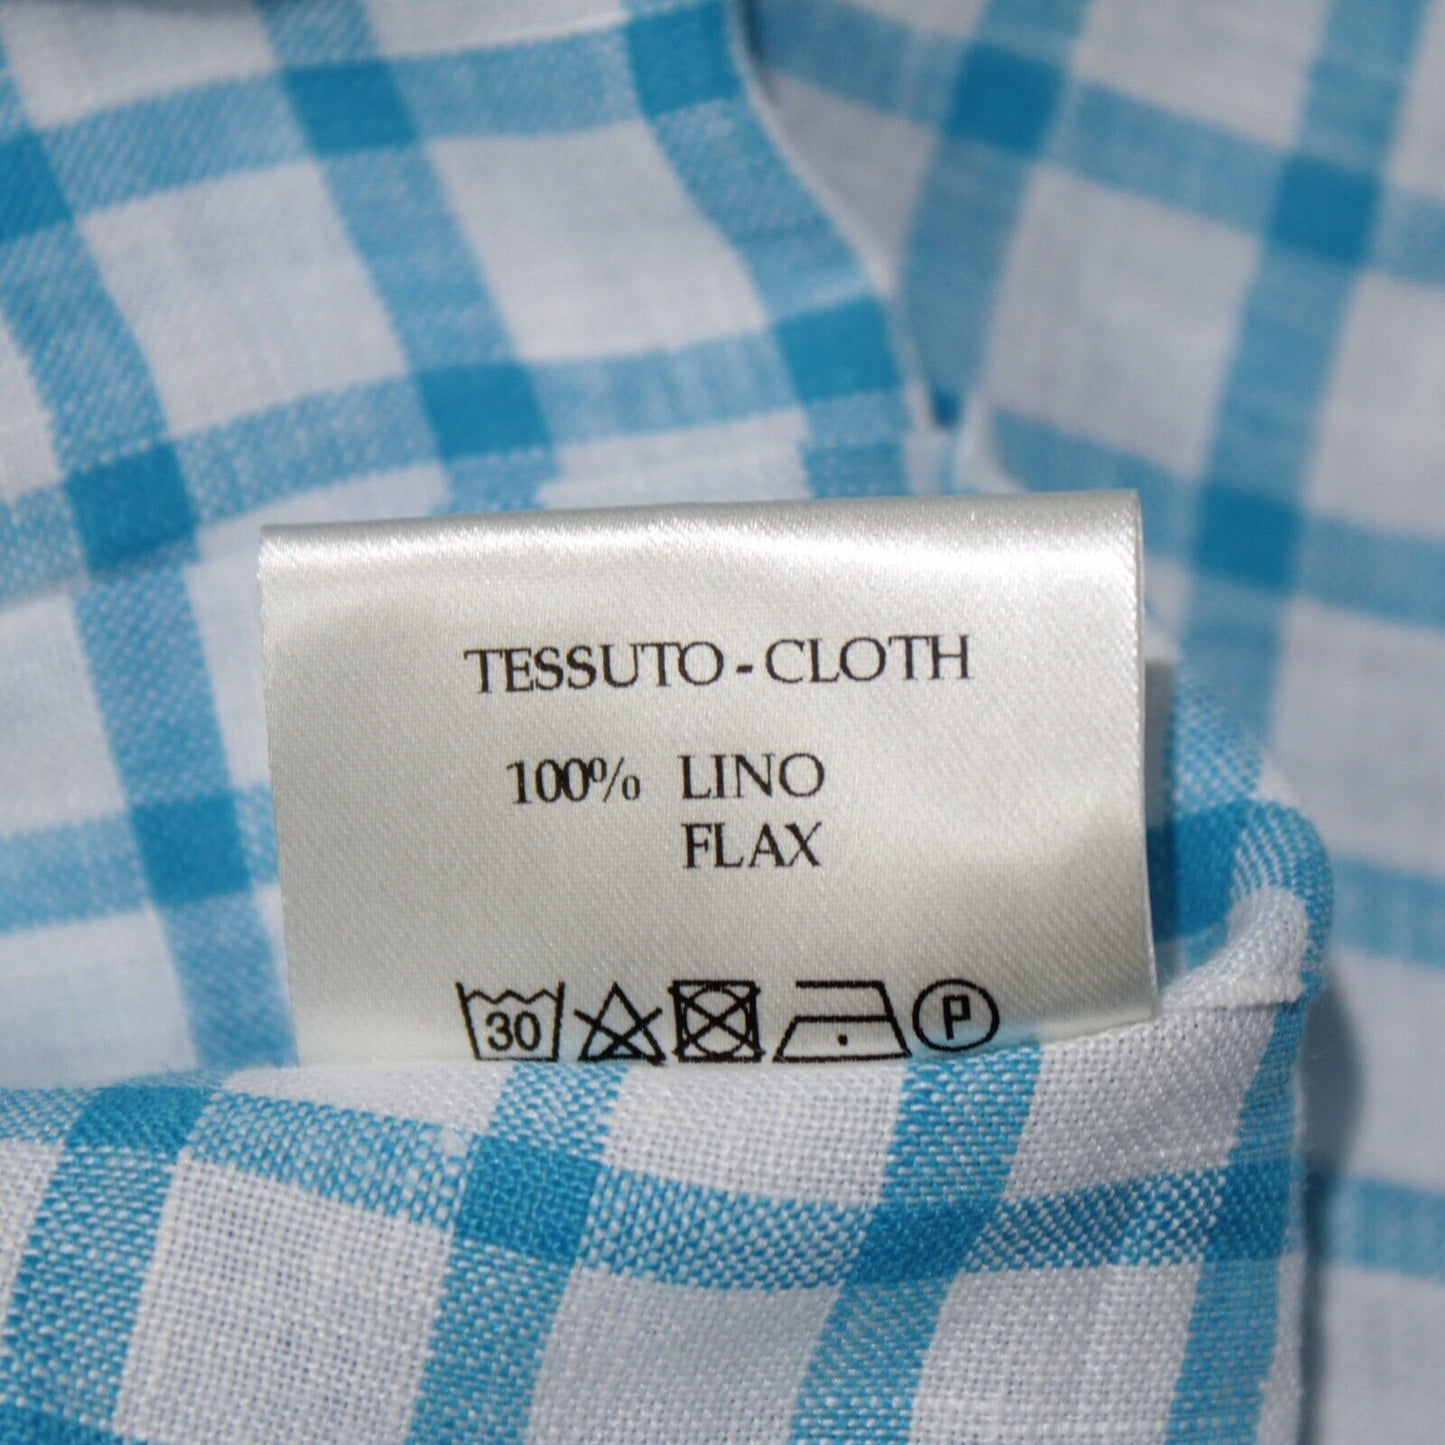 TESSUTO - CLOTH
100% LINO
FLAX
30 P